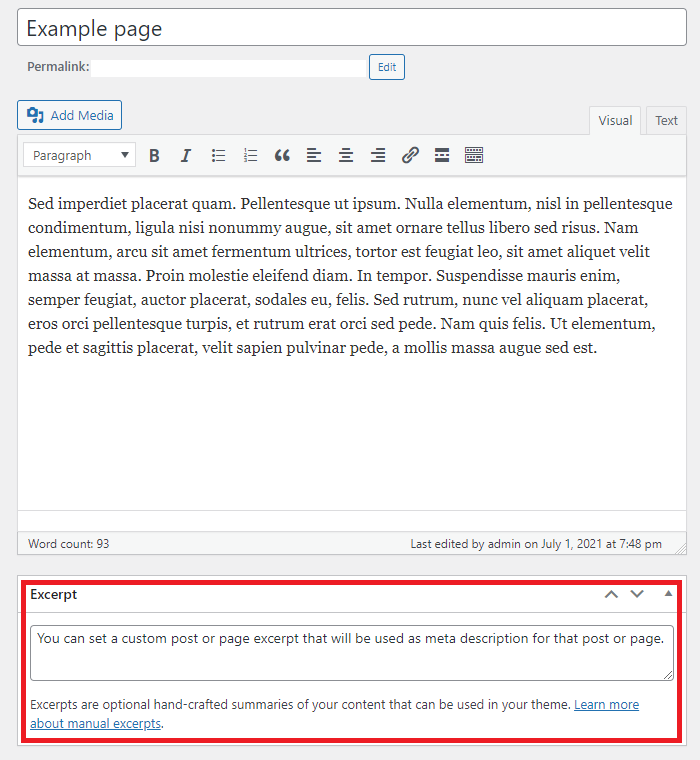 Example page
Permalink: Edit
Add Media
Visual Text
Paragraph B I
Sed imperdiet placerat quam. Pellentesque ut ipsum. Nulla elementum, nisl in pellentesque
condimentum, ligula nisi nonummy augue, sit amet ornare tellus libero sed risus. Nam
elementum, arcu sit amet fermentum ultrices, tortor est feugiat leo, sit amet aliquet velit
massa at massa. Proin molestie eleifend diam. In tempor. Suspendisse mauris enim,
semper feugiat, auctor placerat, sodales eu, felis. Sed rutrum, nunc vel aliquam placerat,
eros orci pellentesque turpis, et rutrum erat orci sed pede. Nam quis felis. Ut elementum,
pede et sagittis placerat, velit sapien pulvinar pede, a mollis massa augue sed est.
Word count: 93 Last edited by admin on July 1, 2021 at 7:48 pm
Excerpt
You can set a custom post or page excerpt that will be used as meta description for that post or page.
Excerpts are optional hand-crafted summaries of your content that can be used in your theme. Learn more
about manual excerpts.